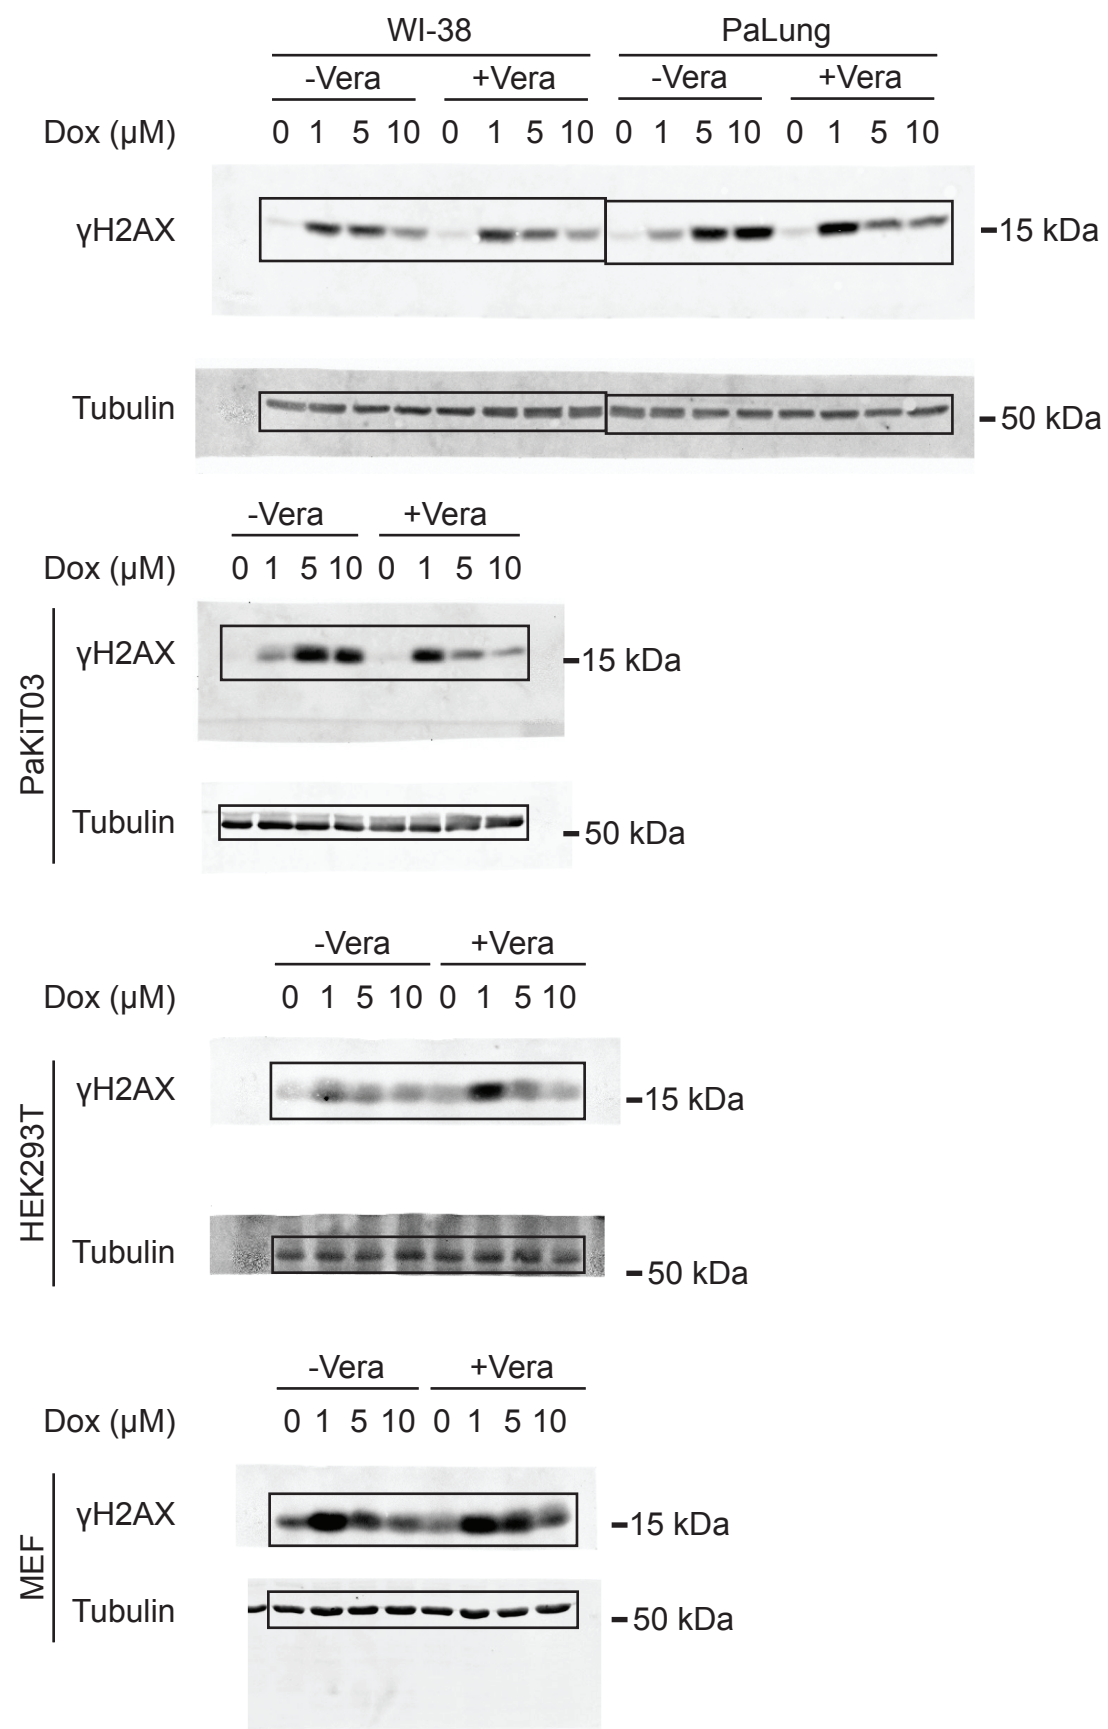 WI-38 PaLung
-Vera +Vera -Vera +Vera
Dox (μM) 0 1 5 10 0 1 5 10 0 1 5 10 0 1 5 10
γH2AX 15 kDa
Tubulin 50 kDa
-Vera +Vera
Dox (μM) 0 1 5 10 0 1 5 10
PaKiT03
γH2AX 15 kDa
Tubulin 50 kDa
-Vera +Vera
Dox (μM) 0 1 5 10 0 1 5 10
HEK293T
γH2AX 15 kDa
Tubulin 50 kDa
-Vera +Vera
Dox (μM) 0 1 5 10 0 1 5 10
MEF
γH2AX 15 kDa
Tubulin 50 kDa